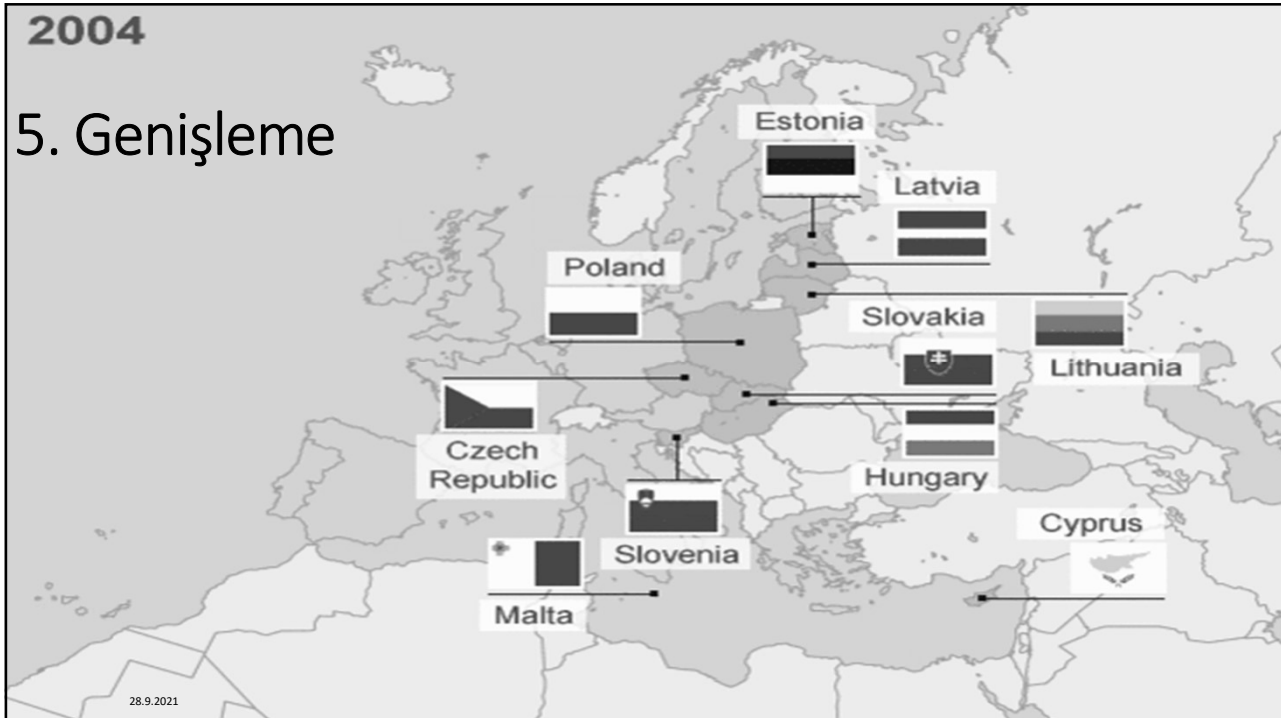 2004
5. Genişleme
Estonia
Latvia
Poland
Slovakia
Lithuania
Czech
Republic
Hungary
Slovenia
Cyprus
Malta
28.9.2021